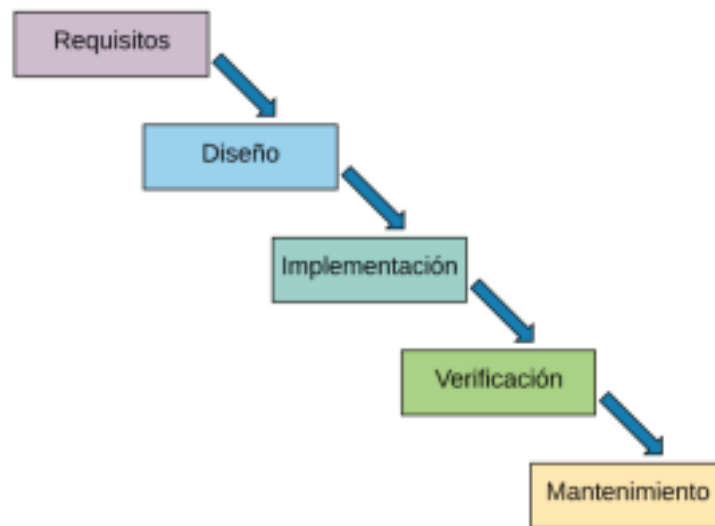 Requisitos
Diseño
Implementación
Verificación
Mantenimiento